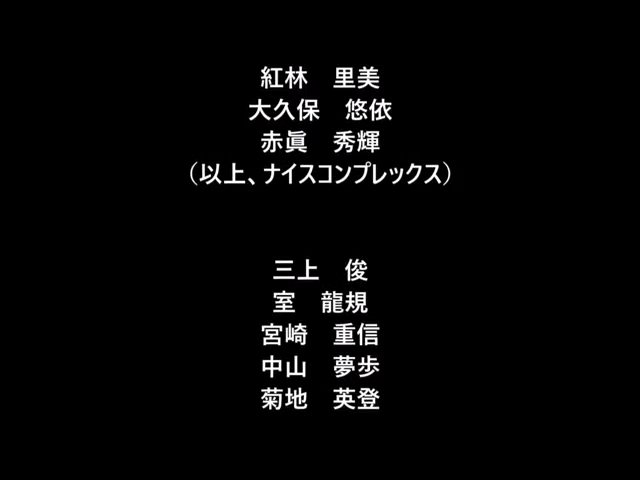 紅林　里美
大久保　悠依
赤眞　秀輝
（以上、ナイスコンプレックス）
三上　俊
室　龍規
宮崎　重信
中山　夢歩
菊地　英登